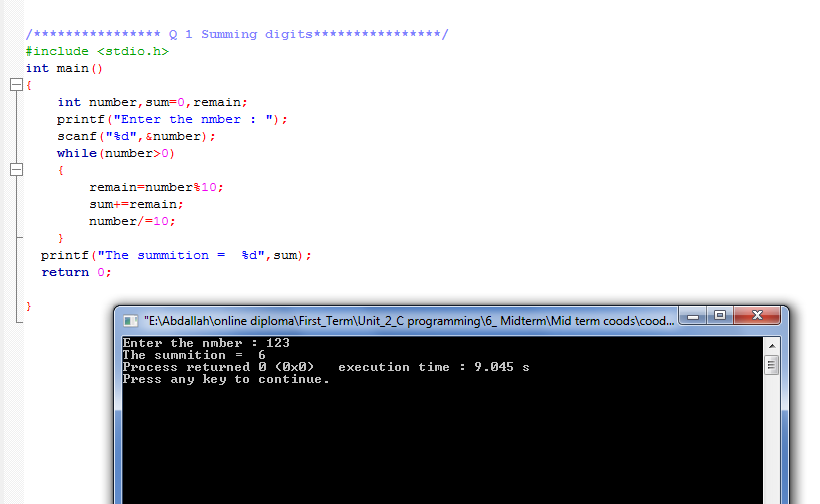 /**************** Q 1 Summing digits****************/
#include <stdio.h>
int main()
{
    int number,sum=0,remain;
    printf("Enter the nmber : ");
    scanf("%d",&number);
    while(number>0)
    {
        remain=number%10;
        sum+=remain;
        number/=10;
    }
  printf("The summition =  %d",sum);
  return 0;
}
"E:\Abdallah\online diploma\First_Term\Unit_2_C programming\6_ Midterm\Mid term coods\cood...
Enter the nmber : 123
The summition =  6
Process returned 0 (0x0)   execution time : 9.045 s
Press any key to continue.